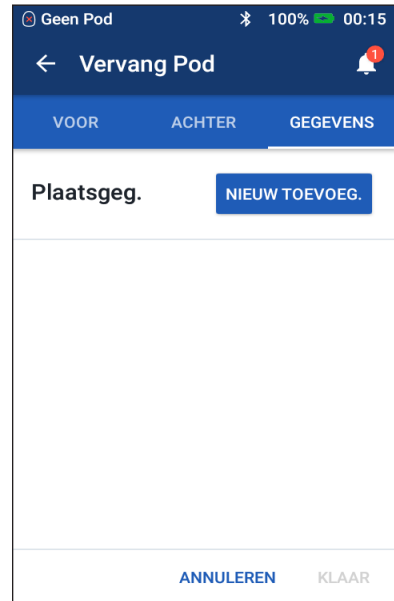 Geen Pod 100% 00:15
Vervang Pod 1
VOOR ACHTER GEGEVENS
Plaatsgeg. NIEUW TOEVOEG.
ANNULEREN KLAAR